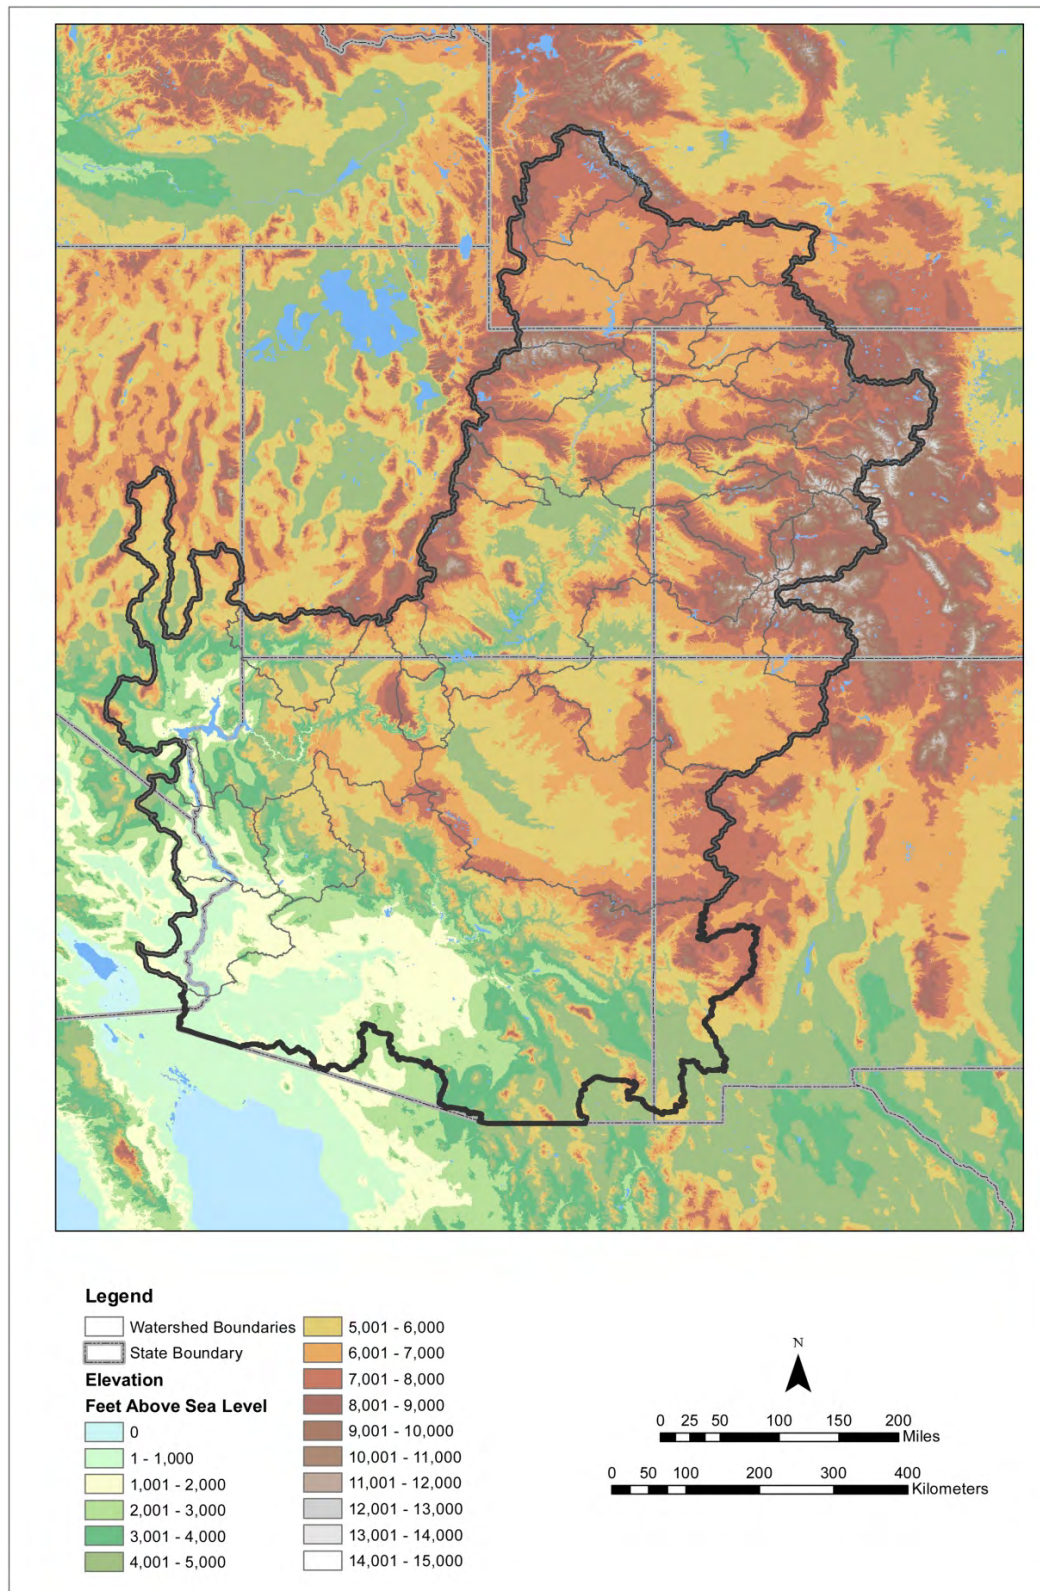 Legend
Watershed Boundaries
State Boundary
Elevation
Feet Above Sea Level
0
1 - 1,000
1,001 - 2,000
2,001 - 3,000
3,001 - 4,000
4,001 - 5,000
5,001 - 6,000
6,001 - 7,000
7,001 - 8,000
8,001 - 9,000
9,001 - 10,000
10,001 - 11,000
11,001 - 12,000
12,001 - 13,000
13,001 - 14,000
14,001 - 15,000
N
0 25 50 100 150 200
Miles
0 50 100 200 300 400
Kilometers